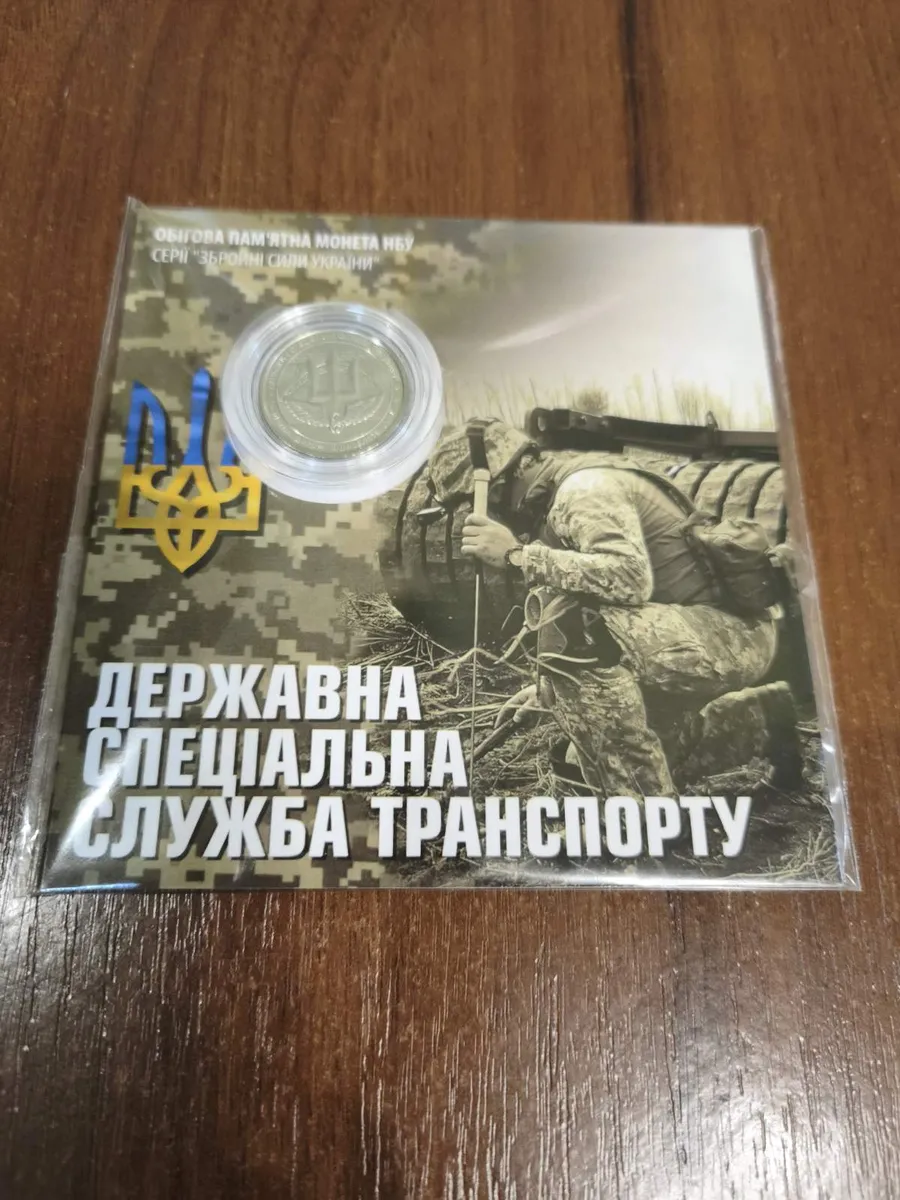 ОБІГОВА ПАМ'ЯТНА МОНЕТА НБУ
СЕРІЇ "ЗБРОЙНІ СИЛИ УКРАЇНИ"
ДЕРЖАВНА
СПЕЦІАЛЬНА
СЛУЖБА ТРАНСПОРТУ